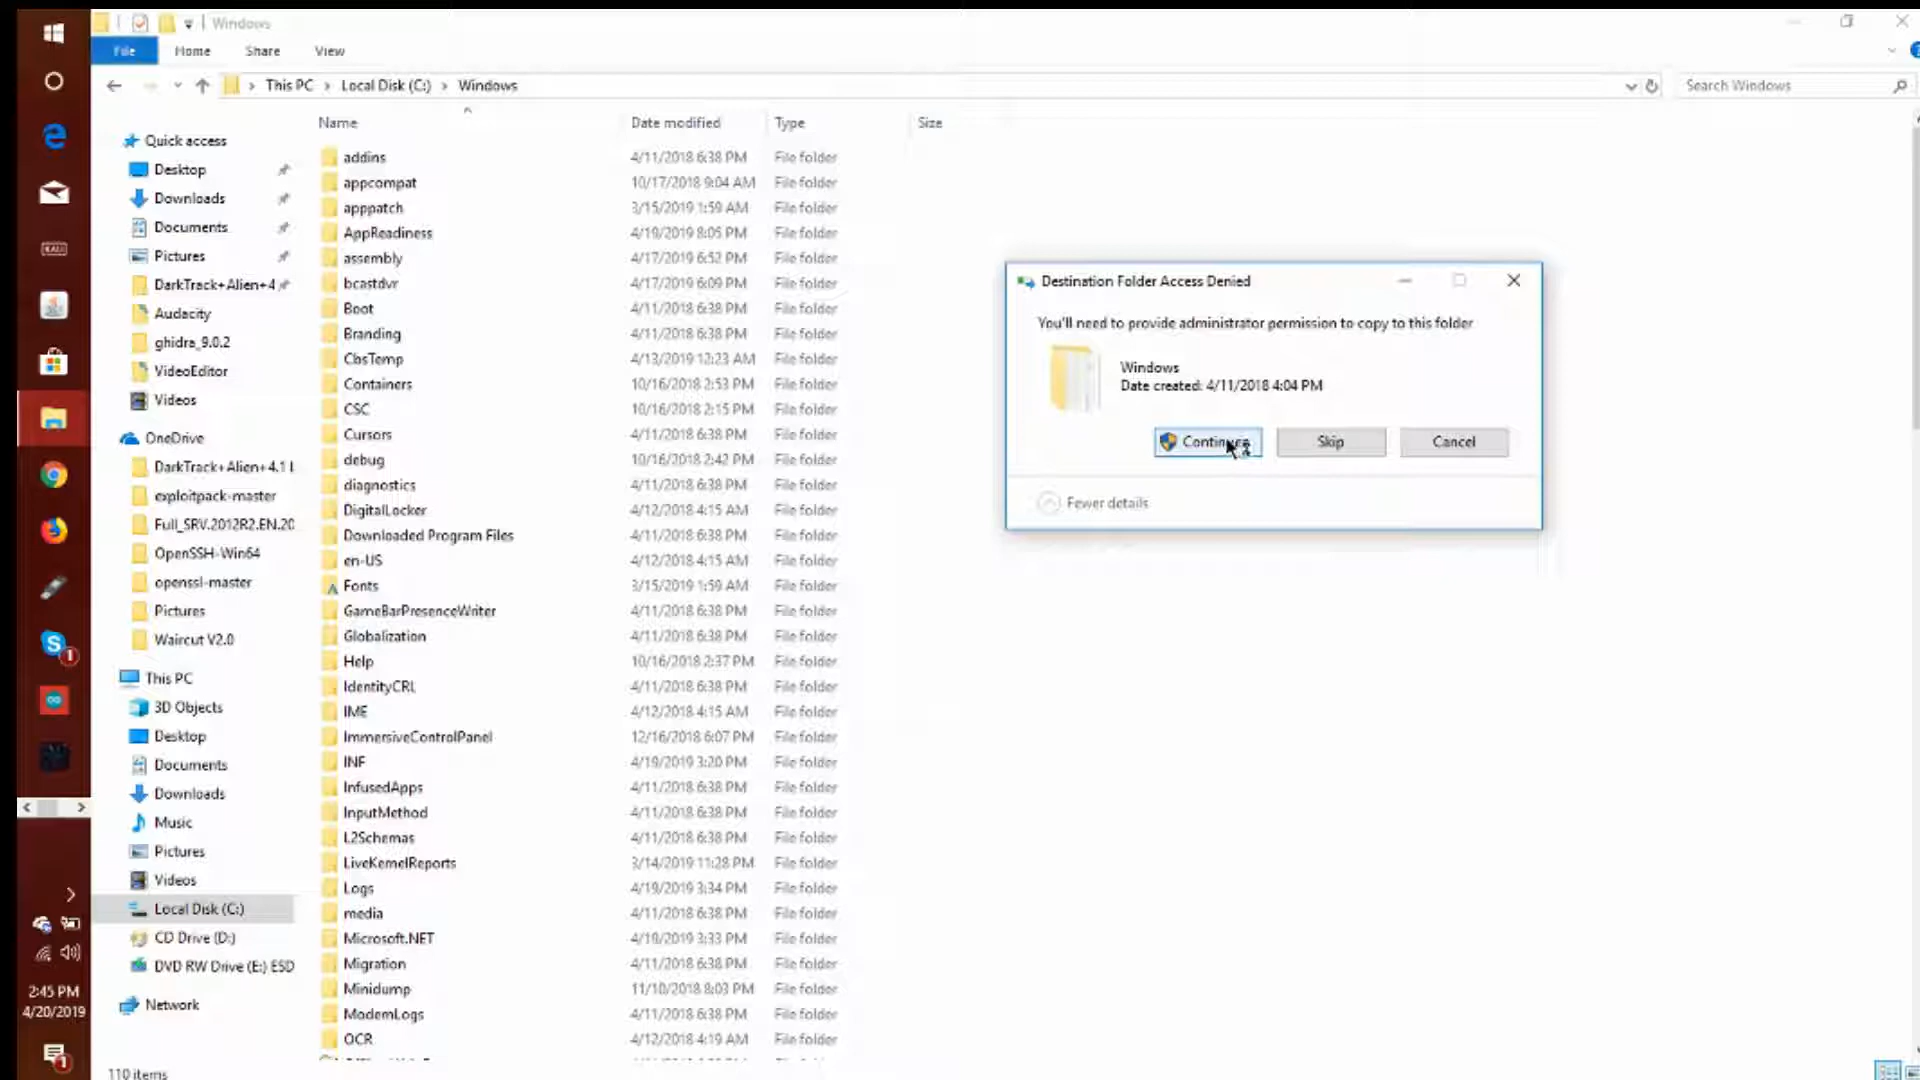 Windows
File Home Share View
This PC › Local Disk (C:) › Windows
Search Windows
Name Date modified Type Size
Quick access
Desktop
Downloads
Documents
Pictures
DarkTrack+Alien+4
Audacity
ghidra_9.0.2
VideoEditor
Videos
OneDrive
DarkTrack+Alien+4.1 L
exploitpack-master
Full_SRV.2012R2.EN.20
OpenSSH-Win64
openssl-master
Pictures
Waircut V2.0
This PC
3D Objects
Desktop
Documents
Downloads
Music
Pictures
Videos
Local Disk (C:)
CD Drive (D:)
DVD RW Drive (E:) ESD
Network
addins 4/11/2018 6:38 PM File folder
appcompat 10/17/2018 9:04 AM File folder
apppatch 3/15/2019 1:59 AM File folder
AppReadiness 4/19/2019 8:05 PM File folder
assembly 4/17/2019 6:52 PM File folder
bcastdvr 4/17/2019 6:09 PM File folder
Boot 4/11/2018 6:38 PM File folder
Branding 4/11/2018 6:38 PM File folder
CbsTemp 4/13/2019 12:23 AM File folder
Containers 10/16/2018 2:53 PM File folder
CSC 10/16/2018 2:15 PM File folder
Cursors 4/11/2018 6:38 PM File folder
debug 10/16/2018 2:42 PM File folder
diagnostics 4/11/2018 6:38 PM File folder
DigitalLocker 4/12/2018 4:15 AM File folder
Downloaded Program Files 4/11/2018 6:38 PM File folder
en-US 4/12/2018 4:15 AM File folder
Fonts 3/15/2019 1:59 AM File folder
GameBarPresenceWriter 4/11/2018 6:38 PM File folder
Globalization 4/11/2018 6:38 PM File folder
Help 10/16/2018 2:37 PM File folder
IdentityCRL 4/11/2018 6:38 PM File folder
IME 4/12/2018 4:15 AM File folder
ImmersiveControlPanel 12/16/2018 6:07 PM File folder
INF 4/19/2019 3:20 PM File folder
InfusedApps 4/11/2018 6:38 PM File folder
InputMethod 4/11/2018 6:38 PM File folder
L2Schemas 4/11/2018 6:38 PM File folder
LiveKernelReports 3/14/2019 11:28 PM File folder
Logs 4/19/2019 3:34 PM File folder
media 4/11/2018 6:38 PM File folder
Microsoft.NET 4/19/2019 3:33 PM File folder
Migration 4/11/2018 6:38 PM File folder
Minidump 11/10/2018 8:03 PM File folder
ModemLogs 4/11/2018 6:38 PM File folder
OCR 4/12/2018 4:19 AM File folder
110 items
Destination Folder Access Denied
You'll need to provide administrator permission to copy to this folder
Windows
Date created: 4/11/2018 4:04 PM
Continue Skip Cancel
Fewer details
KALI
2:45 PM
4/20/2019